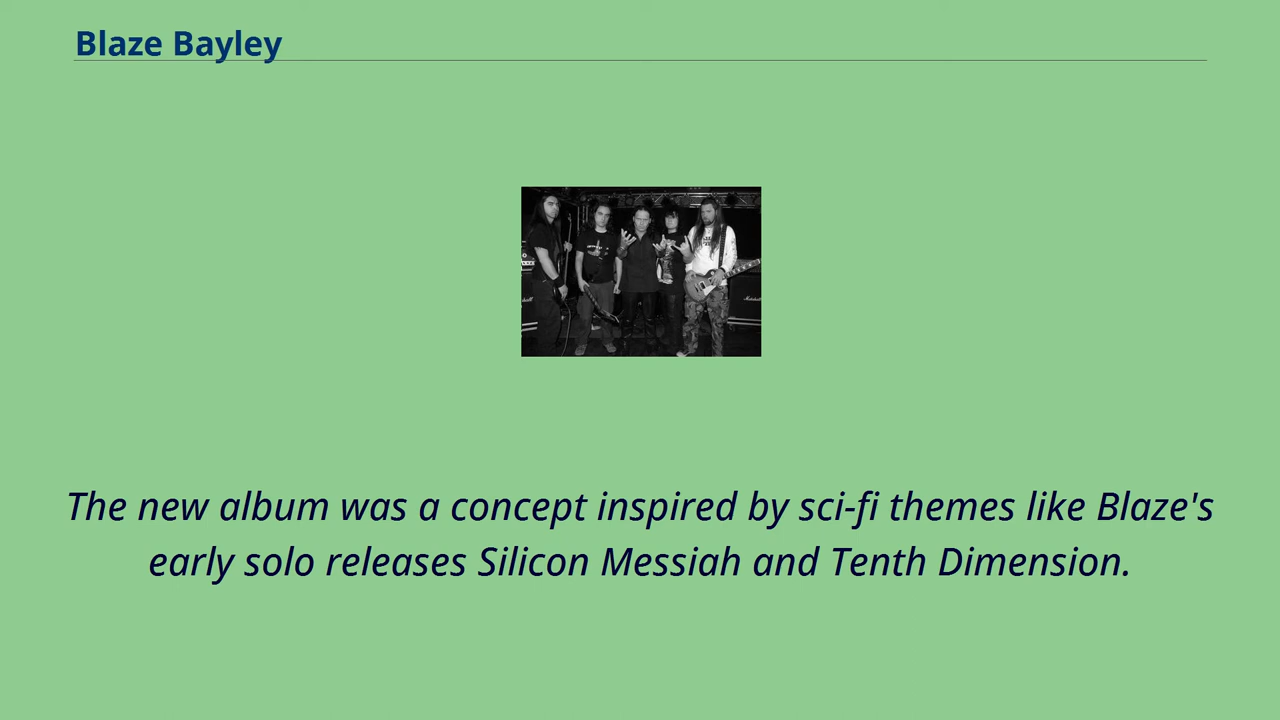 Blaze Bayley
The new album was a concept inspired by sci-fi themes like Blaze's
early solo releases Silicon Messiah and Tenth Dimension.